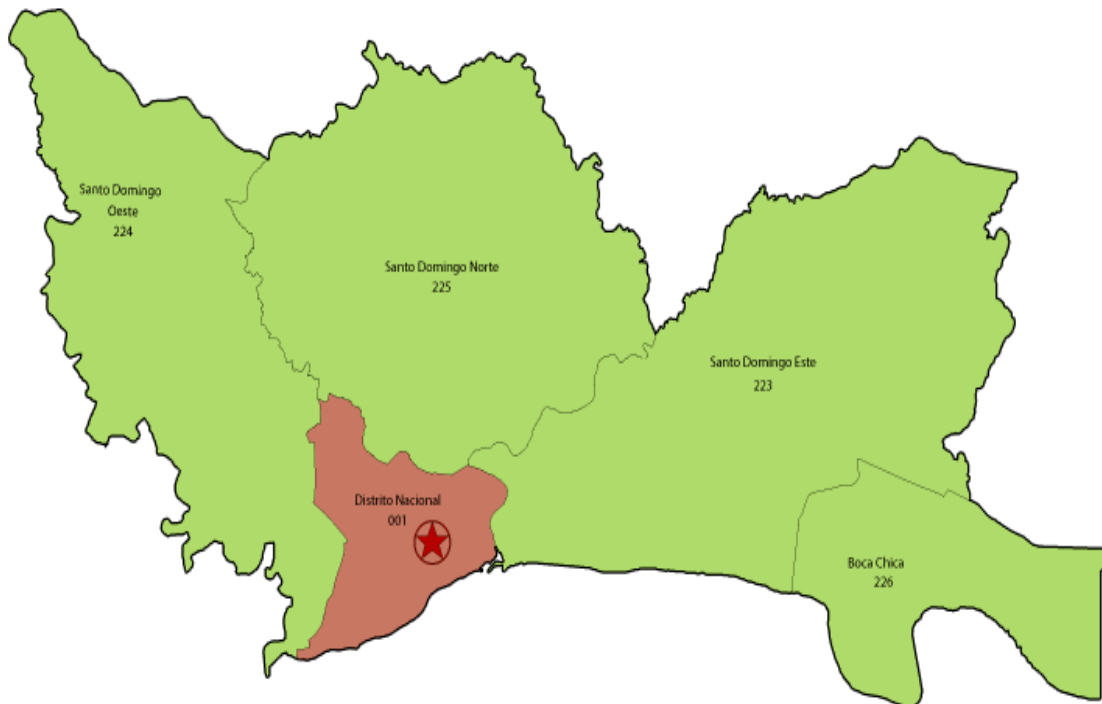 Santo Domingo
Oeste
224
Santo Domingo Norte
225
Santo Domingo Este
223
Distrito Nacional
001
Boca Chica
226